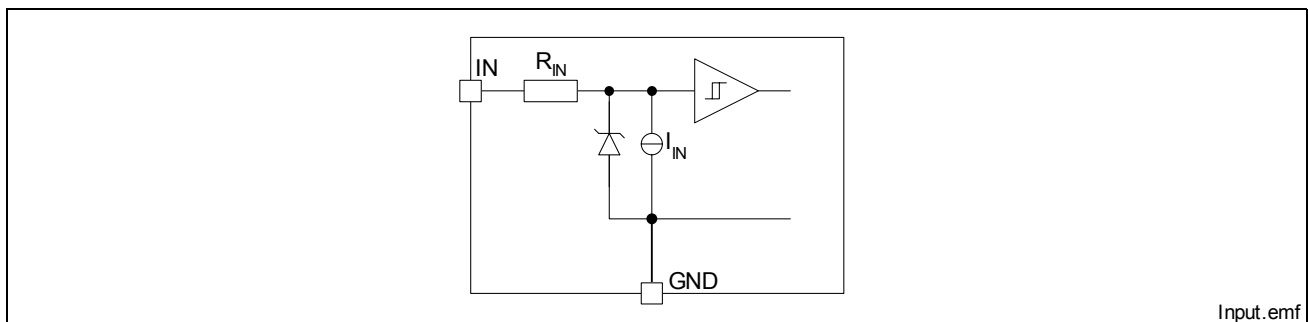 IN
R_IN
I_IN
GND
Input.emf